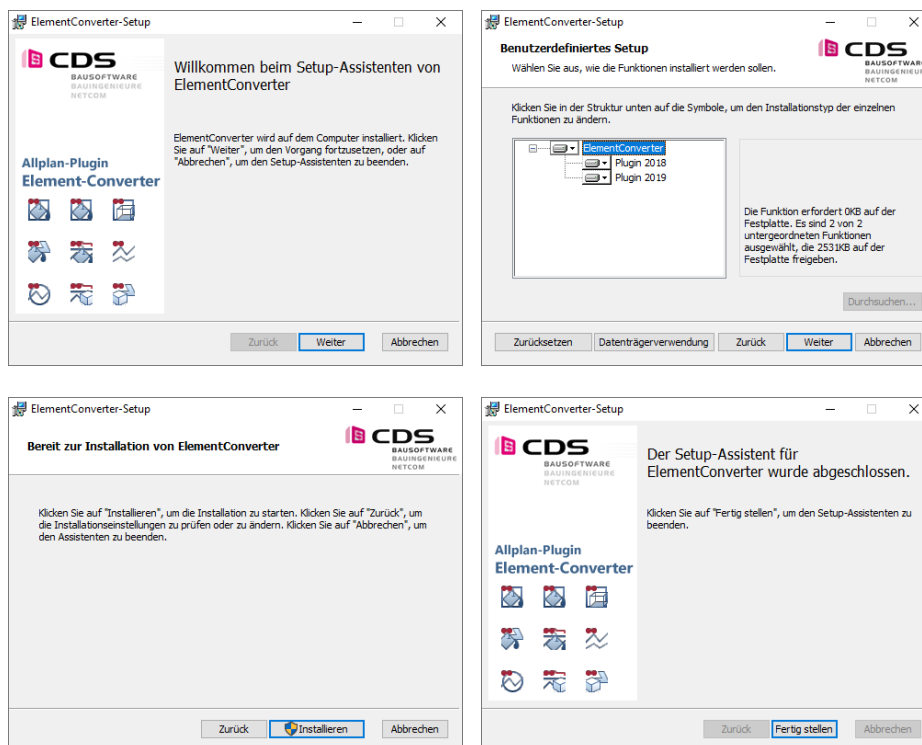 ElementConverter-Setup
CDS
BAUSOFTWARE
BAUINGENIEURE
NETCOM
Willkommen beim Setup-Assistenten von
ElementConverter
ElementConverter wird auf dem Computer installiert. Klicken
Sie auf "Weiter", um den Vorgang fortzusetzen, oder auf
"Abbrechen", um den Setup-Assistenten zu beenden.
Allplan-Plugin
Element-Converter
Zurück Weiter Abbrechen
ElementConverter-Setup
Benutzerdefiniertes Setup
Wählen Sie aus, wie die Funktionen installiert werden sollen.
CDS
BAUSOFTWAR
BAUINGENIEU
NETCOM
Klicken Sie in der Struktur unten auf die Symbole, um den Installationstyp der einzelnen
Funktionen zu ändern.
ElementConverter
Plugin 2018
Plugin 2019
Die Funktion erfordert 0KB auf der
Festplatte. Es sind 2 von 2
untergeordneten Funktionen
ausgewählt, die 2531KB auf der
Festplatte freigeben.
Durchsuchen...
Zurücksetzen Datenträgerverwendung Zurück Weiter Abbrechen
ElementConverter-Setup
Bereit zur Installation von ElementConverter
CDS
BAUSOFTWARE
BAUINGENIEURE
NETCOM
Klicken Sie auf "Installieren", um die Installation zu starten. Klicken Sie auf "Zurück", um
die Installationseinstellungen zu prüfen oder zu ändern. Klicken Sie auf "Abbrechen", um
den Assistenten zu beenden.
Zurück Installieren Abbrechen
ElementConverter-Setup
CDS
BAUSOFTWARE
BAUINGENIEURE
NETCOM
Der Setup-Assistent für
ElementConverter wurde abgeschlossen.
Klicken Sie auf "Fertig stellen", um den Setup-Assistenten zu
beenden.
Allplan-Plugin
Element-Converter
Zurück Fertig stellen Abbrechen